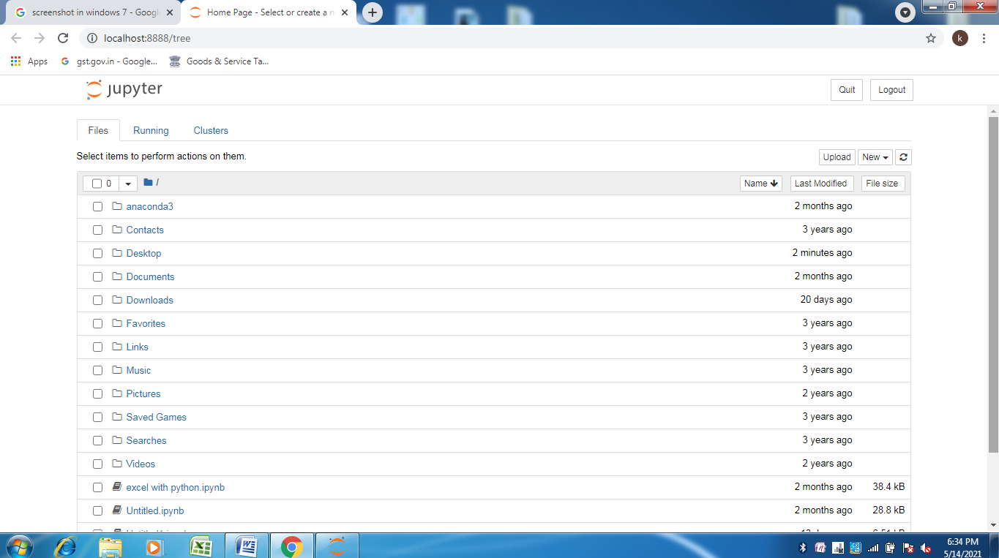 screenshot in windows 7 - Googl
Home Page - Select or create a n
localhost:8888/tree
k
Apps
gst.gov.in - Google...
Goods & Service Ta...
jupyter
Quit
Logout
Files
Running
Clusters
Select items to perform actions on them.
Upload
New
0
/
Name
Last Modified
File size
anaconda3 2 months ago
Contacts 3 years ago
Desktop 2 minutes ago
Documents 2 months ago
Downloads 20 days ago
Favorites 3 years ago
Links 3 years ago
Music 3 years ago
Pictures 2 years ago
Saved Games 3 years ago
Searches 3 years ago
Videos 2 years ago
excel with python.ipynb 2 months ago 38.4 kB
Untitled.ipynb 2 months ago 28.8 kB
6:34 PM
5/14/2021